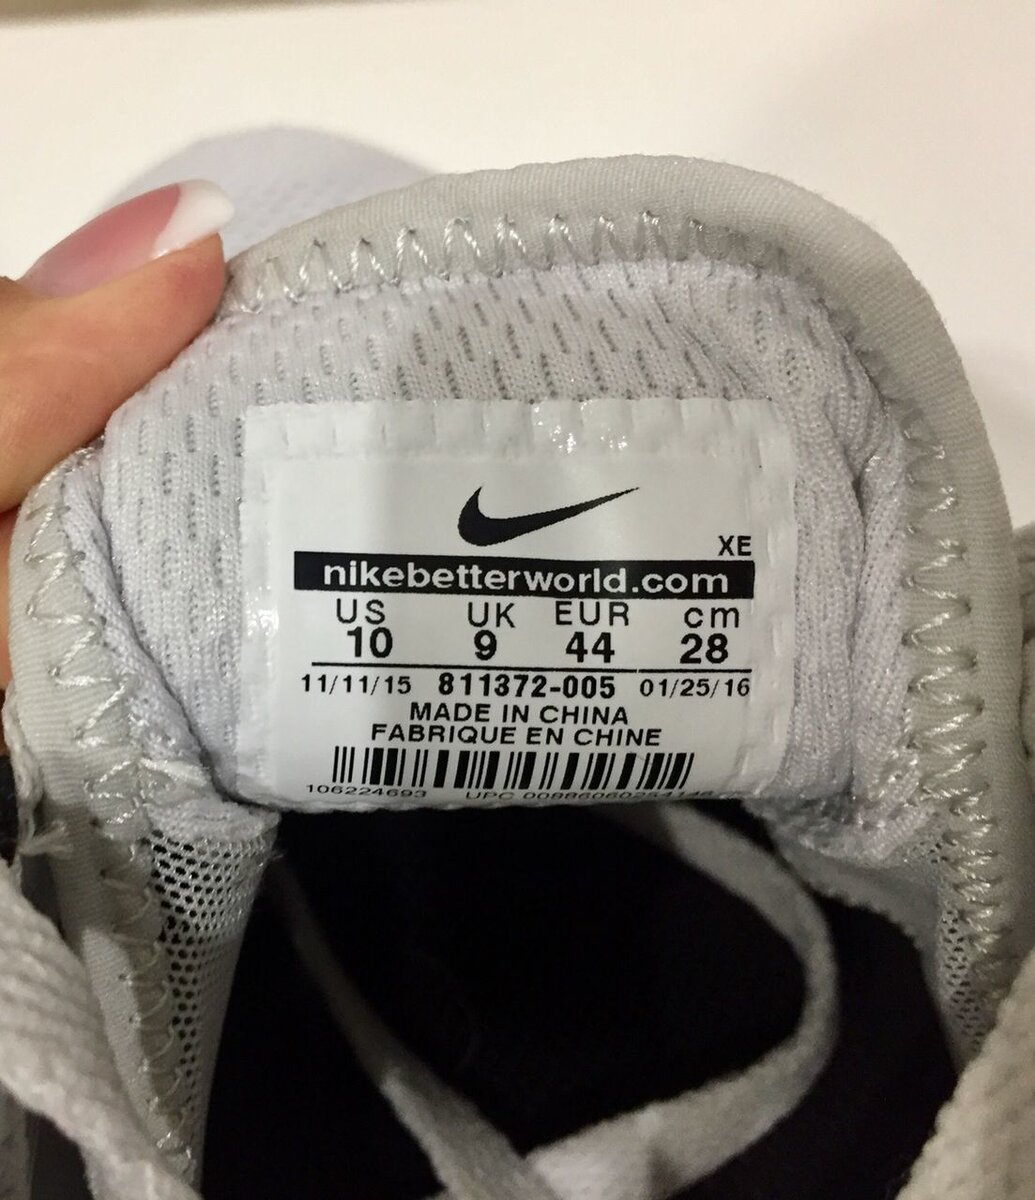 XE
nikebetterworld.com
US UK EUR cm
10 9 44 28
11/11/15 811372-005 01/25/16
MADE IN CHINA
FABRIQUE EN CHINE
106224693 UPC